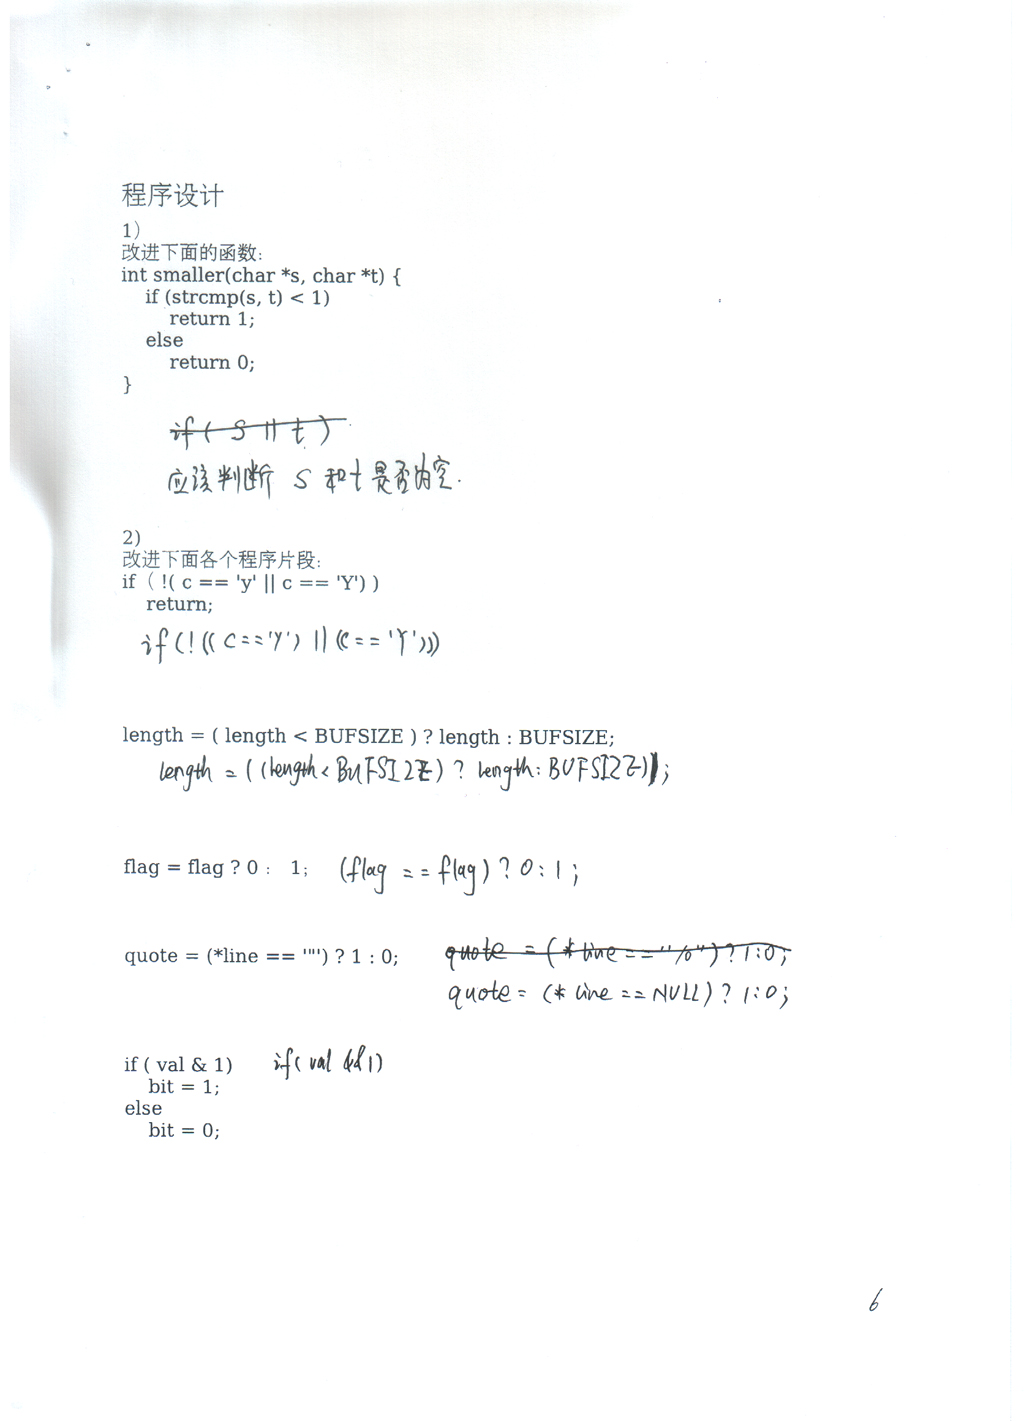 程序设计
1)
改进下面的函数:
int smaller(char *s, char *t) {
if (strcmp(s, t) < 1)
return 1;
else
return 0;
}
if ( S || t )
应该判断 S 和 t 是否为空.
2)
改进下面各个程序片段:
if ( !( c == 'y' || c == 'Y') )
return;
if (! (( c == 'Y') || (c == 'Y')))
length = ( length < BUFSIZE ) ? length : BUFSIZE;
length = ( (length < BUFSIZE) ? length : BUFSIZE));
flag = flag ? 0 : 1; (flag == flag) ? 0 : 1 ;
quote = (*line == '"') ? 1 : 0; quote = (* line == "%") ? 1:0;
quote = (* line == NULL) ? 1:0;
if ( val & 1) if( val && 1)
bit = 1;
else
bit = 0;
6